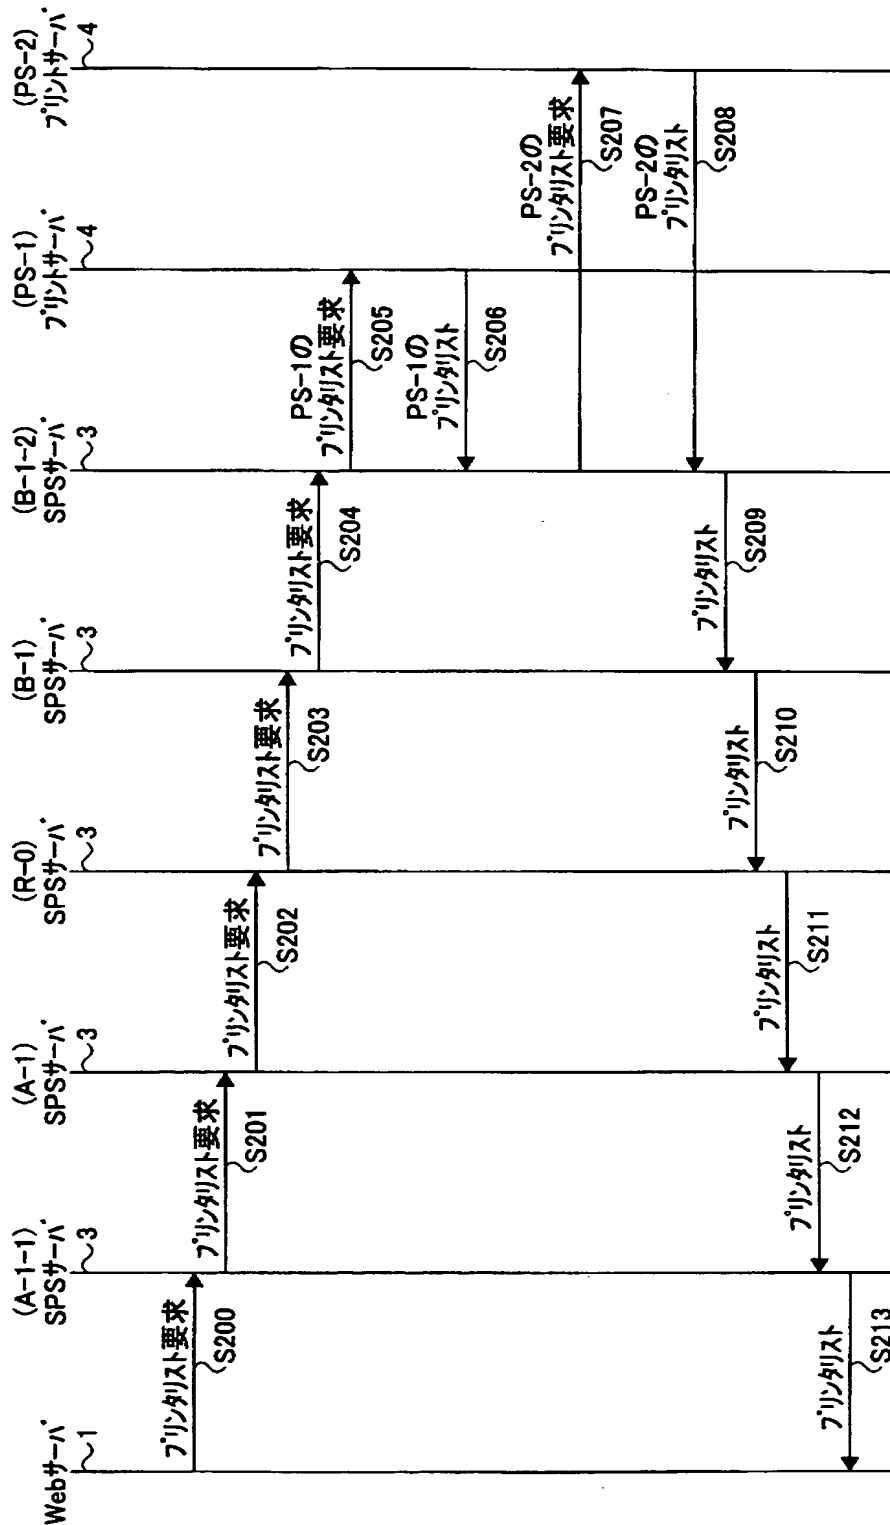 Webサーバ
1
(A-1-1)
SPSサーバ
3
(A-1)
SPSサーバ
3
(R-0)
SPSサーバ
3
(B-1)
SPSサーバ
3
(B-1-2)
SPSサーバ
3
(PS-1)
プリントサーバ
4
(PS-2)
プリントサーバ
4
プリンタリスト要求
S200
プリンタリスト要求
S201
プリンタリスト要求
S202
プリンタリスト要求
S203
プリンタリスト要求
S204
PS-1の
プリンタリスト要求
S205
PS-1の
プリンタリスト
S206
PS-2の
プリンタリスト要求
S207
PS-2の
プリンタリスト
S208
プリンタリスト
S209
プリンタリスト
S210
プリンタリスト
S211
プリンタリスト
S212
プリンタリスト
S213